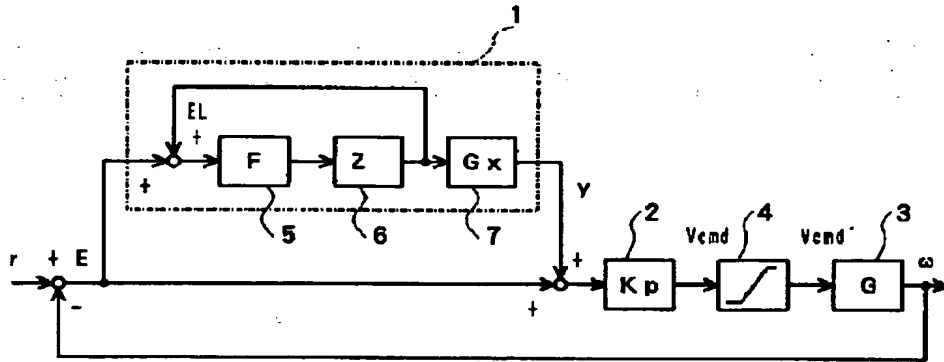 1
EL
+
+
F
Z
Gx
5
6
7
Y
2
4
3
r
+
E
-
+
+
Kp
Vcmd
Vcmd'
G
ω